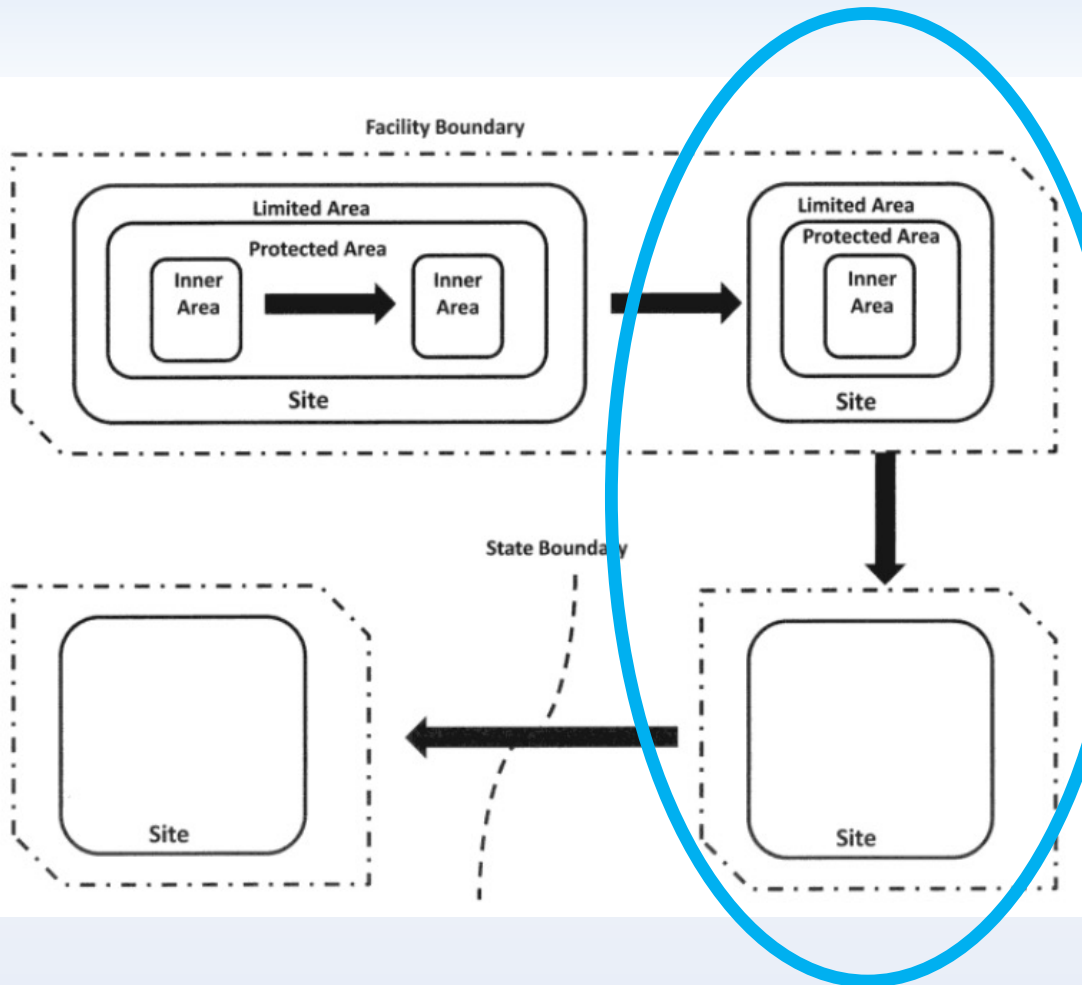 Facility Boundary
Limited Area
Protected Area
Inner
Area
Inner
Area
Site
Limited Area
Protected Area
Inner
Area
Site
State Boundary
Site
Site